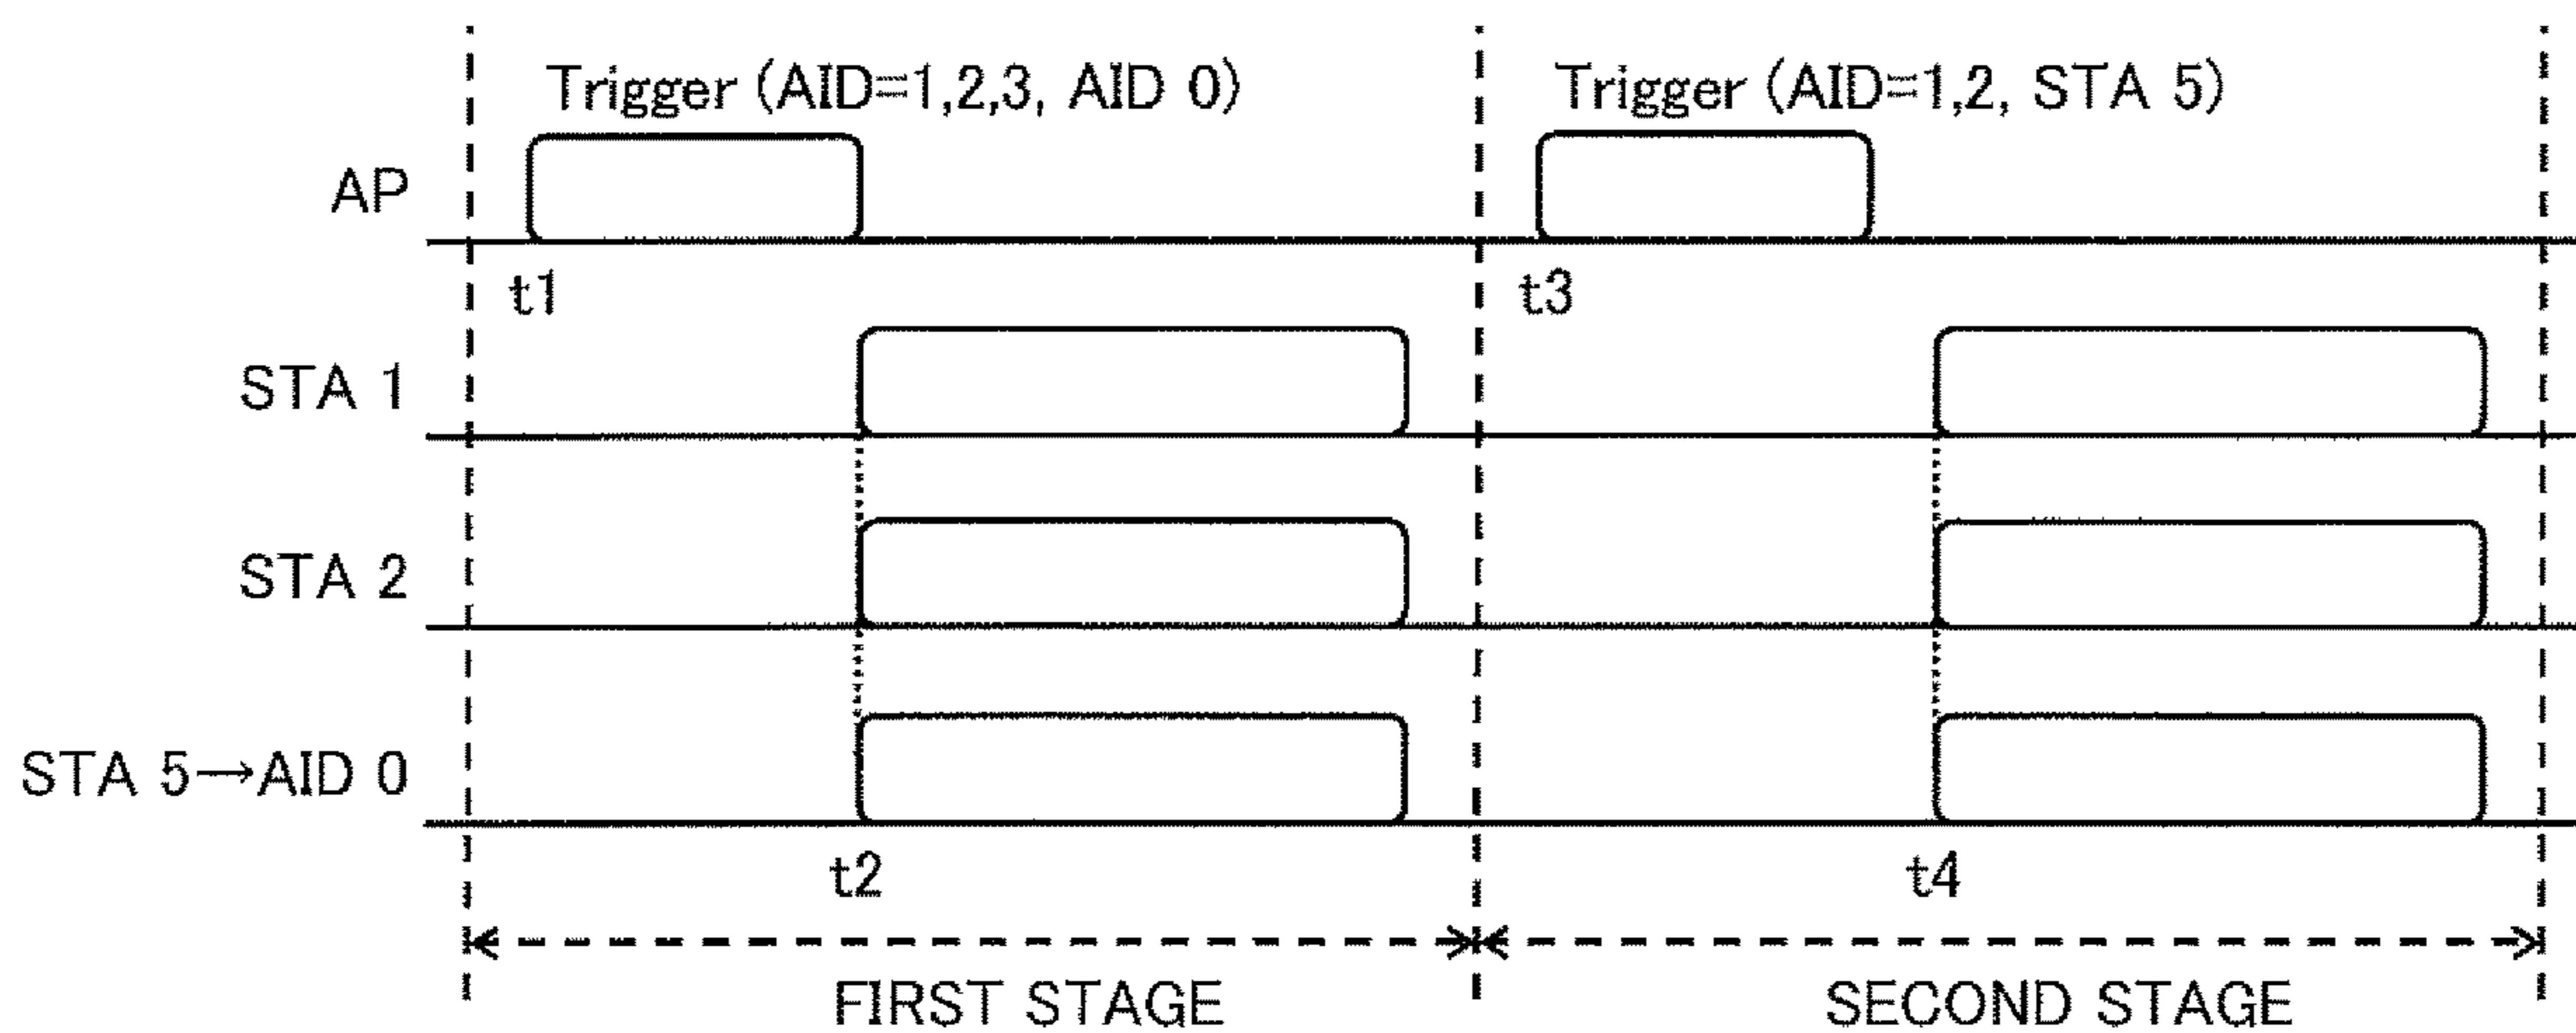 Trigger (AID=1,2,3, AID 0)
Trigger (AID=1,2, STA 5)
AP
t1
t3
STA 1
STA 2
STA 5→AID 0
t2
t4
FIRST STAGE
SECOND STAGE